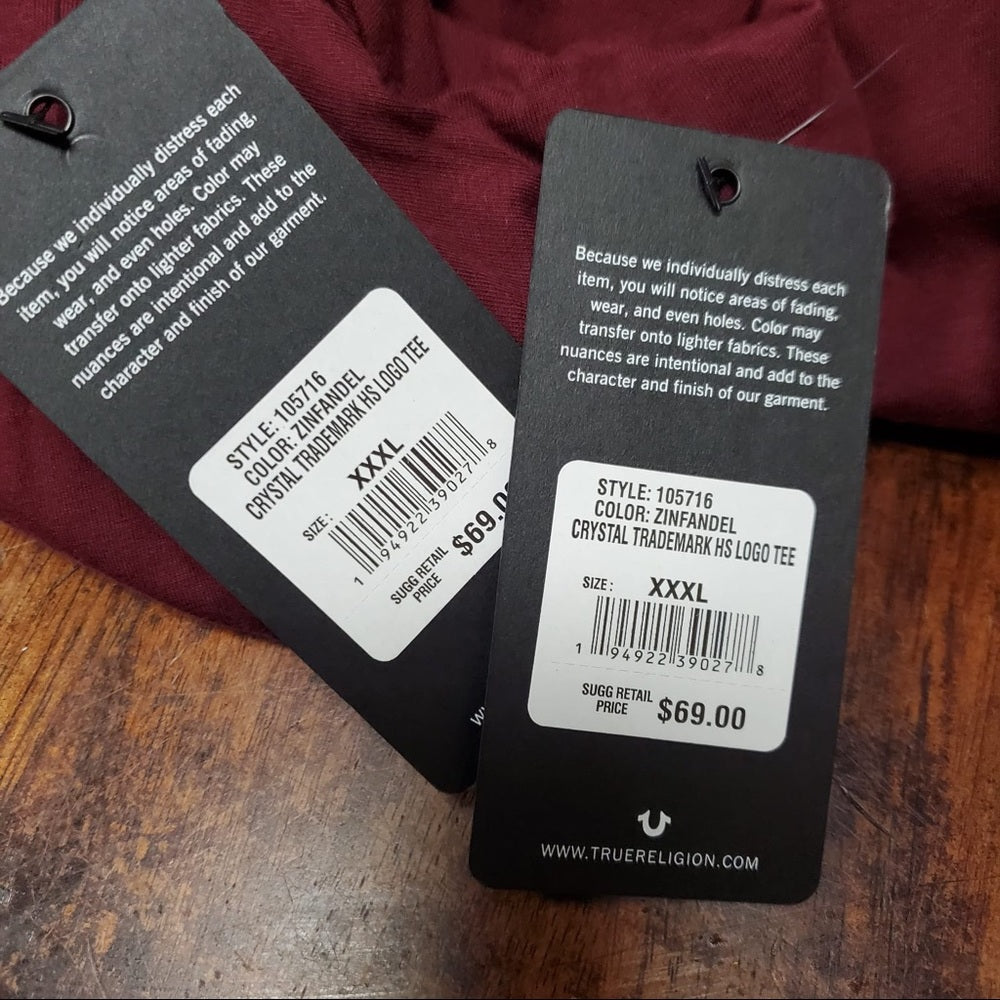 Because we individually distress each
item, you will notice areas of fading,
wear, and even holes. Color may
transfer onto lighter fabrics. These
nuances are intentional and add to the
character and finish of our garment.
STYLE: 105716
COLOR: ZINFANDEL
CRYSTAL TRADEMARK HS LOGO TEE
SIZE: XXXL
1 94922 39027 8
SUGG RETAIL
PRICE $69.0
Because we individually distress each
item, you will notice areas of fading,
wear, and even holes. Color may
transfer onto lighter fabrics. These
nuances are intentional and add to the
character and finish of our garment.
STYLE: 105716
COLOR: ZINFANDEL
CRYSTAL TRADEMARK HS LOGO TEE
SIZE: XXXL
1 94922 39027 8
SUGG RETAIL
PRICE $69.00
WWW.TRUERELIGION.COM